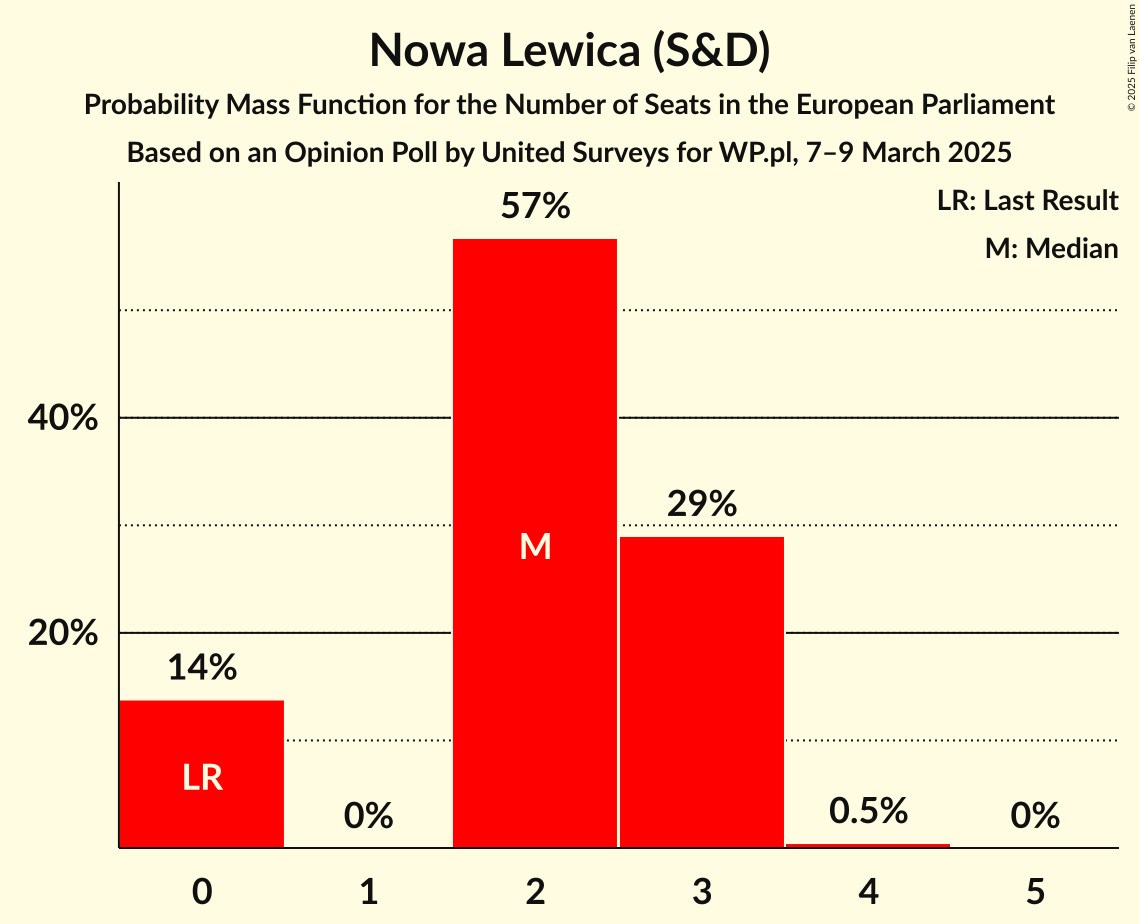 Nowa Lewica (S&D)
Probability Mass Function for the Number of Seats in the European Parliament
Based on an Opinion Poll by United Surveys for WP.pl, 7–9 March 2025
© 2025 Filip van Laenen
LR: Last Result
M: Median
57%
40%
29%
M
20%
14%
LR
0%
0.5%
0%
0 1 2 3 4 5